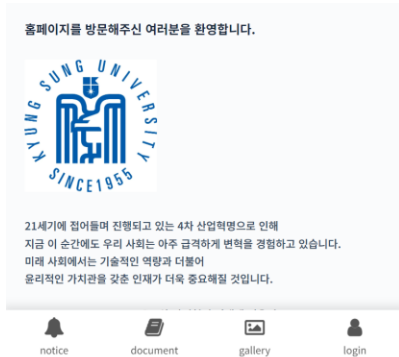 홈페이지를 방문해주신 여러분을 환영합니다.
KYUNG SUNG UNIVERSITY
SINCE1955
21세기에 접어들며 진행되고 있는 4차 산업혁명으로 인해
지금 이 순간에도 우리 사회는 아주 급격하게 변혁을 경험하고 있습니다.
미래 사회에서는 기술적인 역량과 더불어
윤리적인 가치관을 갖춘 인재가 더욱 중요해질 것입니다.
notice
document
gallery
login